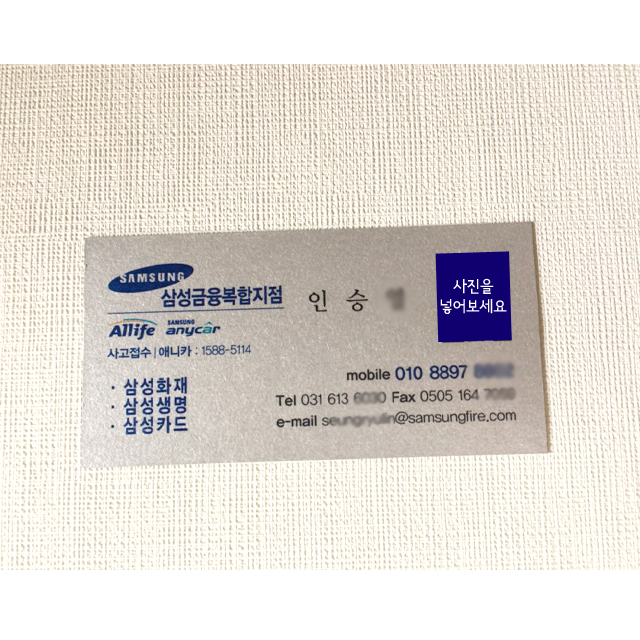 SAMSUNG
삼성금융복합지점
인 승
사진을
넣어보세요
Allife SAMSUNG anycar
사고접수 | 애니카 : 1588-5114
· 삼성화재
· 삼성생명
· 삼성카드
mobile 010 8897
Tel 031 613 Fax 0505 164
e-mail @samsungfire.com